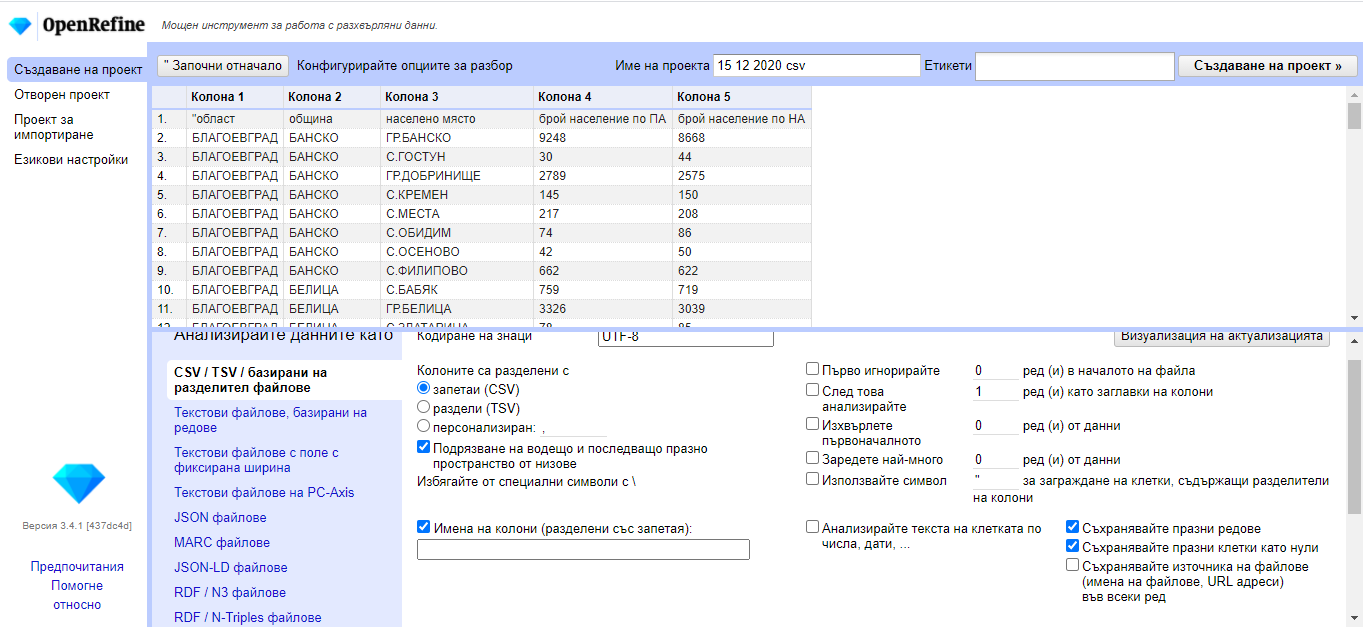 OpenRefine
Мощен инструмент за работа с разхвърляни данни.
Създаване на проект
Отворен проект
Проект за
импортиране
Езикови настройки
Версия 3.4.1 [437dc4d]
Предпочитания
Помогне
относно
" Започни отначало
Конфигурирайте опциите за разбор
Име на проекта 15 12 2020 csv
Етикети
Създаване на проект »
Колона 1 Колона 2 Колона 3 Колона 4 Колона 5
1. "област община населено място брой население по ПА брой население по НА
2. БЛАГОЕВГРАД БАНСКО ГР.БАНСКО 9248 8668
3. БЛАГОЕВГРАД БАНСКО С.ГОСТУН 30 44
4. БЛАГОЕВГРАД БАНСКО ГР.ДОБРИНИЩЕ 2789 2575
5. БЛАГОЕВГРАД БАНСКО С.КРЕМЕН 145 150
6. БЛАГОЕВГРАД БАНСКО С.МЕСТА 217 208
7. БЛАГОЕВГРАД БАНСКО С.ОБИДИМ 74 86
8. БЛАГОЕВГРАД БАНСКО С.ОСЕНОВО 42 50
9. БЛАГОЕВГРАД БАНСКО С.ФИЛИПОВО 662 622
10. БЛАГОЕВГРАД БЕЛИЦА С.БАБЯК 759 719
11. БЛАГОЕВГРАД БЕЛИЦА ГР.БЕЛИЦА 3326 3039
12. БЛАГОЕВГРАД БЕЛИЦА С.ЗЛАТАРИЦА 78 85
Анализирайте данните като
CSV / TSV / базирани на
разделител файлове
Текстови файлове, базирани на
редове
Текстови файлове с поле с
фиксирана ширина
Текстови файлове на PC-Axis
JSON файлове
MARC файлове
JSON-LD файлове
RDF / N3 файлове
RDF / N-Triples файлове
Кодиране на знаци UTF-8
Визуализация на актуализацията
Колоните са разделени с
запетаи (CSV)
раздели (TSV)
персонализиран: ,
Подрязване на водещо и последващо празно
пространство от низове
Избягайте от специални символи с \
Имена на колони (разделени със запетая):
Първо игнорирайте 0 ред (и) в началото на файла
След това
анализирайте 1 ред (и) като заглавки на колони
Изхвърлете
първоначалното 0 ред (и) от данни
Заредете най-много 0 ред (и) от данни
Използвайте символ " за заграждане на клетки, съдържащи разделители
на колони
Анализирайте текста на клетката по
числа, дати, ...
Съхранявайте празни редове
Съхранявайте празни клетки като нули
Съхранявайте източника на файлове
(имена на файлове, URL адреси)
във всеки ред